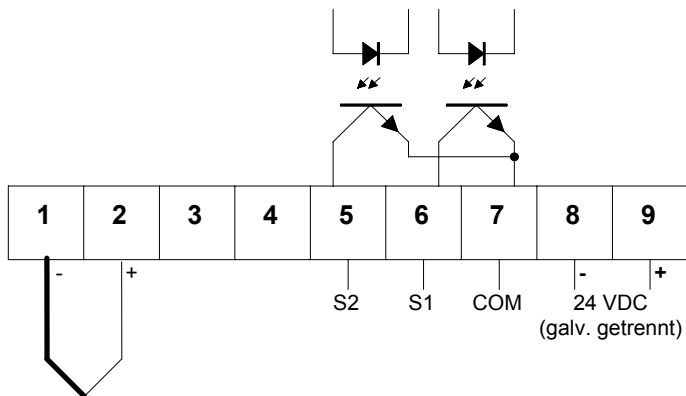 1 2 3 4 5 6 7 8 9
- + S2 S1 COM - +
24 VDC
(galv. getrennt)